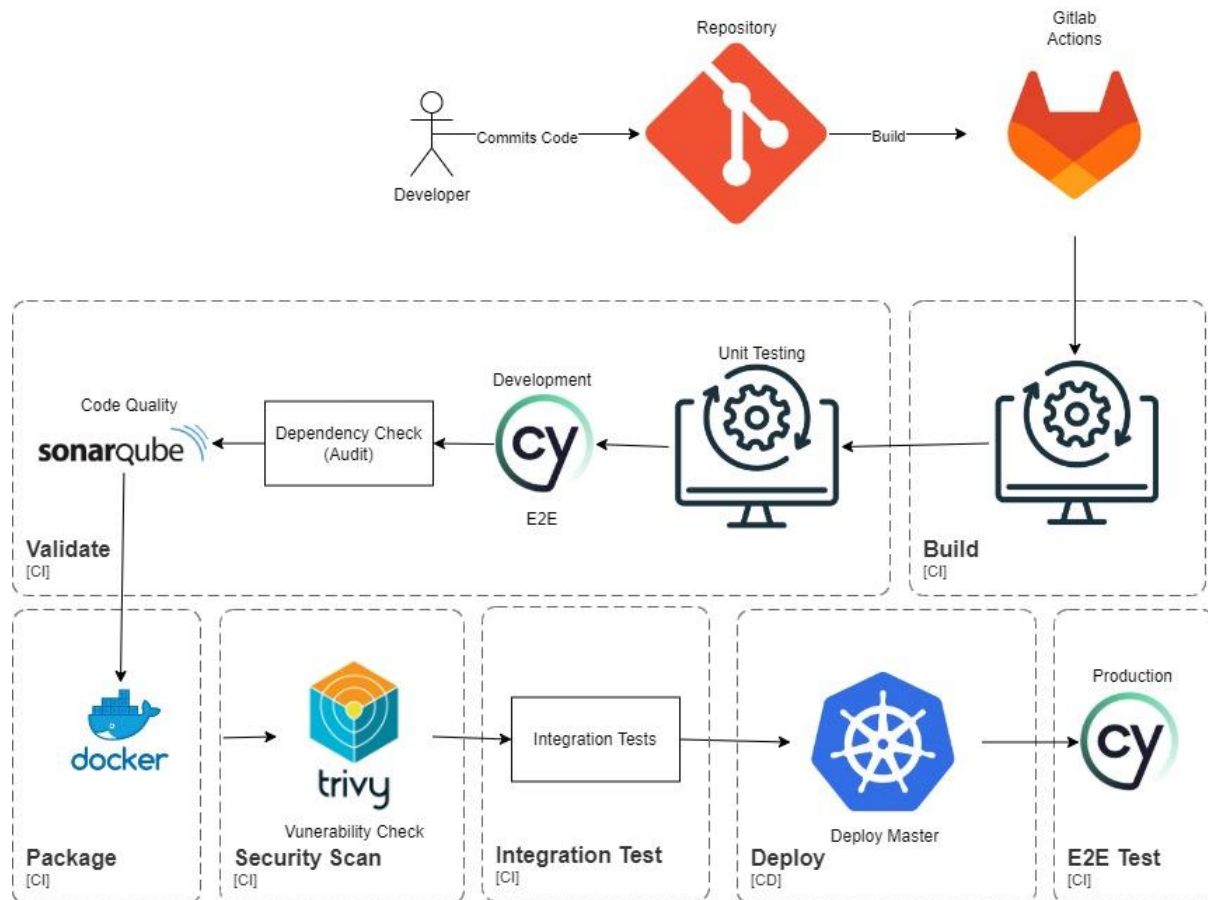 Repository
Gitlab
Actions
Commits Code
Build
Developer
Unit Testing
Development
cy
E2E
Dependency Check
(Audit)
Code Quality
sonarqube
Validate
[CI]
Build
[CI]
docker
Package
[CI]
trivy
Vunerability Check
Security Scan
[CI]
Integration Tests
Integration Test
[CI]
Deploy Master
Deploy
[CD]
Production
cy
E2E Test
[CI]